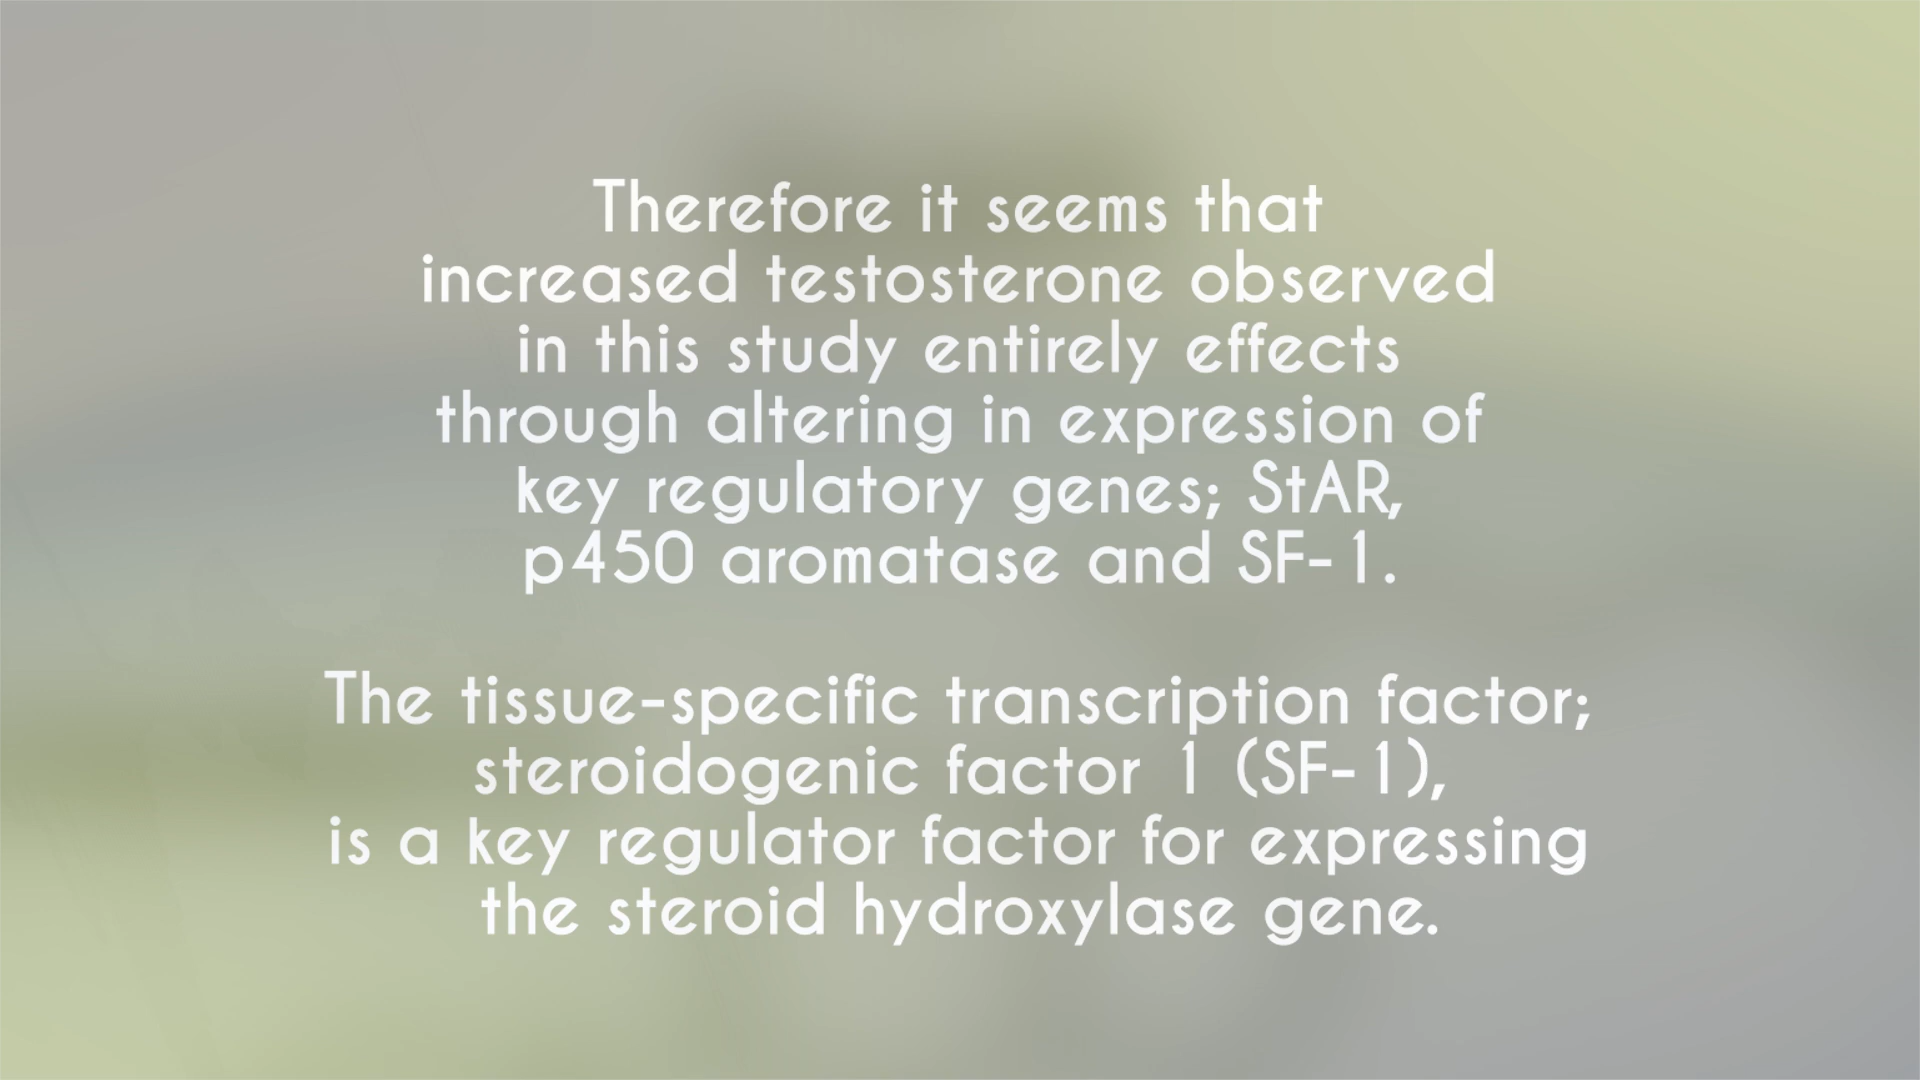 Therefore it seems that
increased testosterone observed
in this study entirely effects
through altering in expression of
key regulatory genes; StAR,
p450 aromatase and SF-1.
The tissue-specific transcription factor;
steroidogenic factor 1 (SF-1),
is a key regulator factor for expressing
the steroid hydroxylase gene.